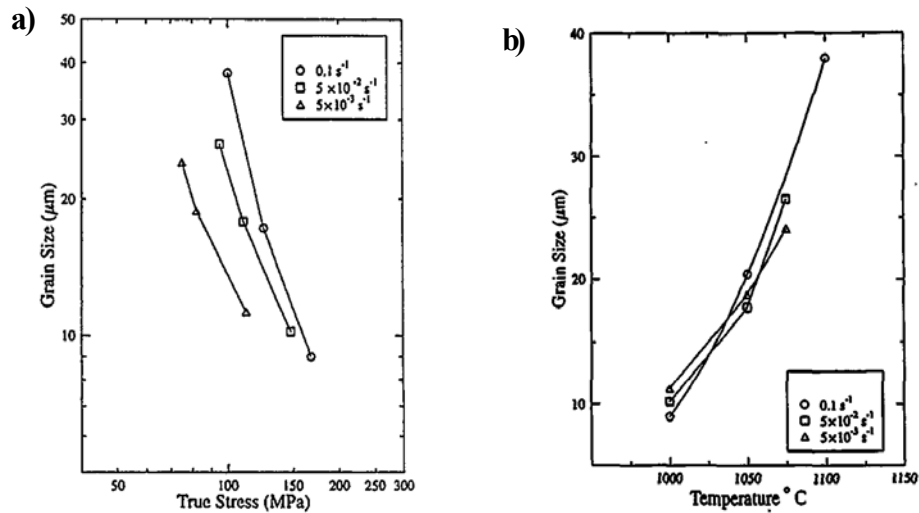 a)
50
40
30
20
10
Grain Size (μm)
0.1 s⁻¹
5×10⁻² s⁻¹
5×10⁻³ s⁻¹
50 100 150 200 250 300
True Stress (MPa)
b)
40
30
20
10
Grain Size (μm)
0.1 s⁻¹
5×10⁻² s⁻¹
5×10⁻³ s⁻¹
1000 1050 1100 1150
Temperature ° C